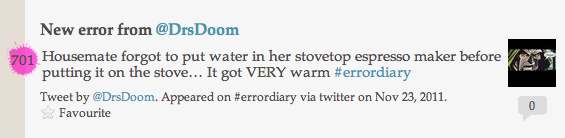 New error from @DrsDoom
701
Housemate forgot to put water in her stovetop espresso maker before
putting it on the stove... It got VERY warm #errordiary
Tweet by @DrsDoom. Appeared on #errordiary via twitter on Nov 23, 2011.
Favourite
0